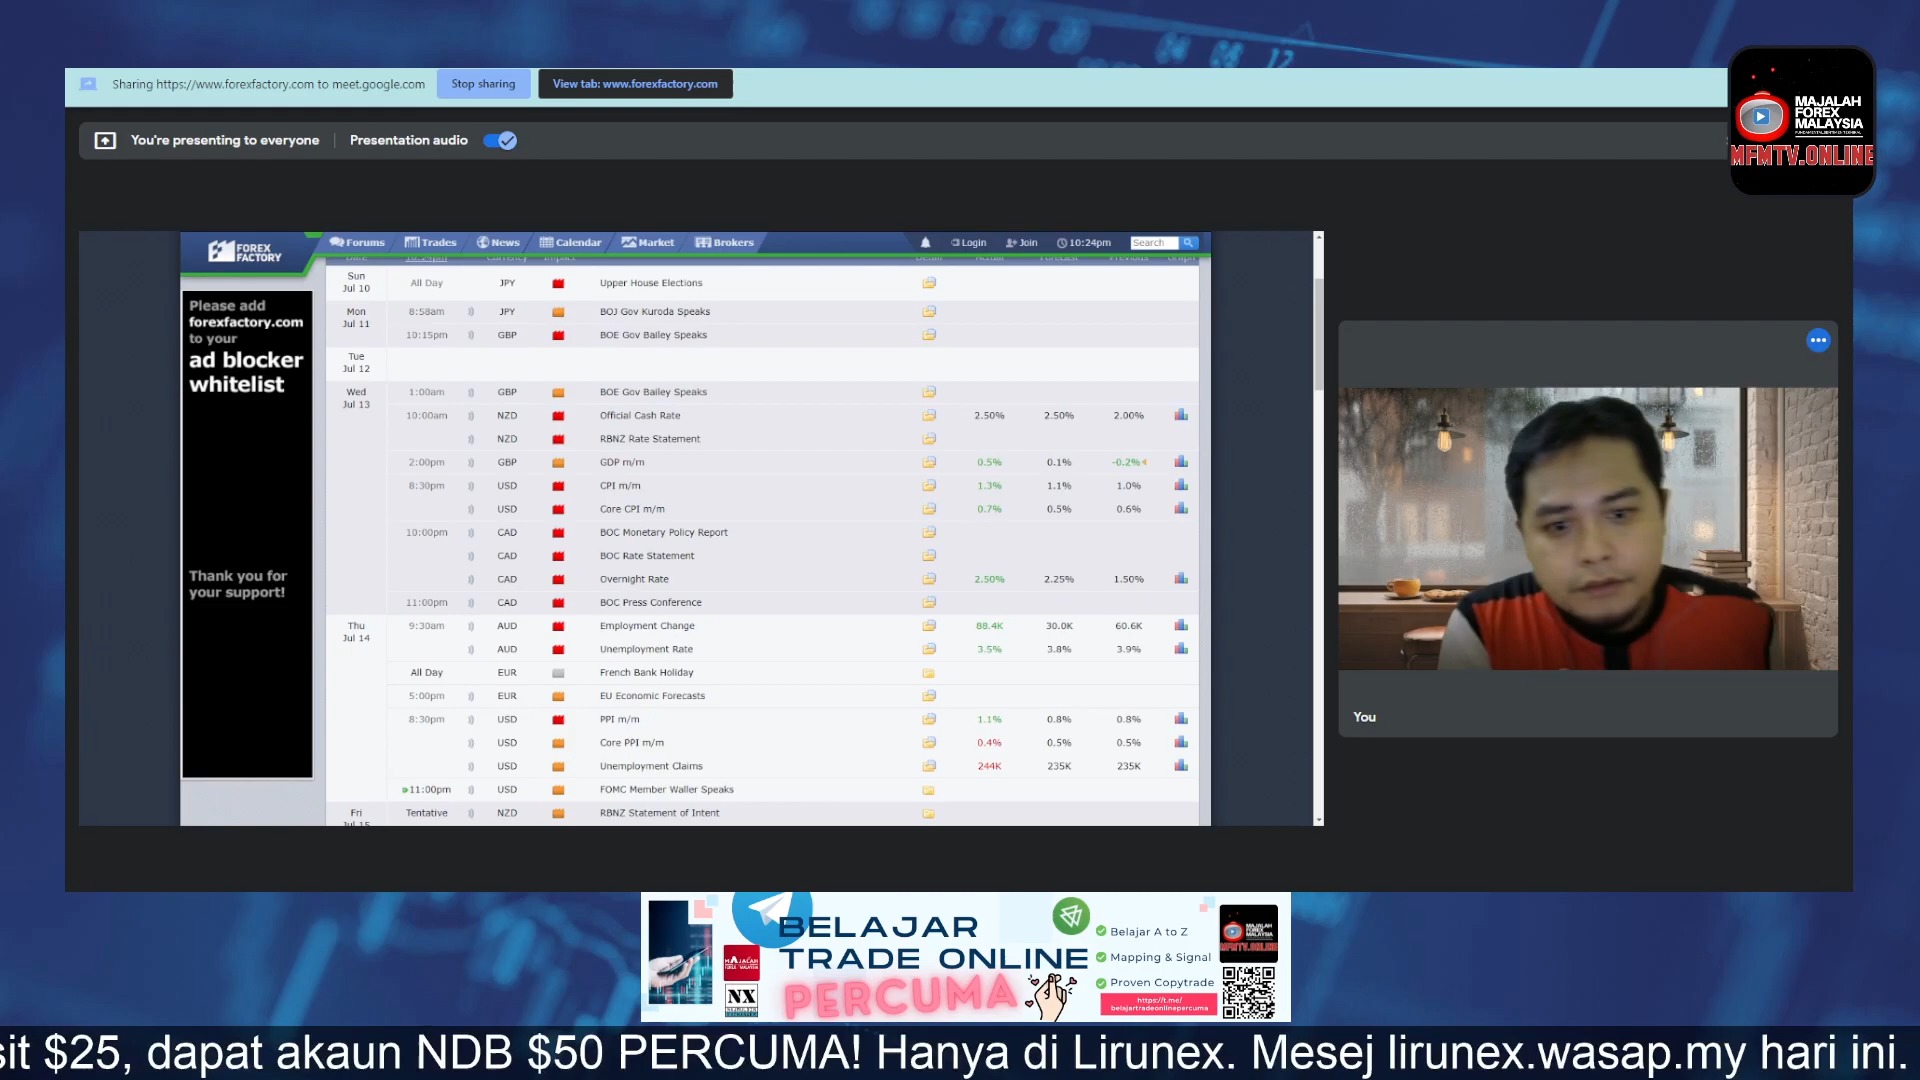 Sharing https://www.forexfactory.com to meet.google.com Stop sharing View tab: www.forexfactory.com
You're presenting to everyone Presentation audio
MAJALAH
FOREX
MALAYSIA
MFMTV.ONLINE
FOREX FACTORY
Forums Trades News Calendar Market Brokers Login Join 10:24pm Search
Please add
forexfactory.com
to your
ad blocker
whitelist
Thank you for
your support!
Sun Jul 10 All Day JPY Upper House Elections
Mon Jul 11 8:58am JPY BOJ Gov Kuroda Speaks
10:15pm GBP BOE Gov Bailey Speaks
Tue Jul 12
Wed Jul 13 1:00am GBP BOE Gov Bailey Speaks
10:00am NZD Official Cash Rate 2.50% 2.50% 2.00%
NZD RBNZ Rate Statement
2:00pm GBP GDP m/m 0.5% 0.1% -0.2%
8:30pm USD CPI m/m 1.3% 1.1% 1.0%
USD Core CPI m/m 0.7% 0.5% 0.6%
10:00pm CAD BOC Monetary Policy Report
CAD BOC Rate Statement
CAD Overnight Rate 2.50% 2.25% 1.50%
11:00pm CAD BOC Press Conference
Thu Jul 14 9:30am AUD Employment Change 88.4K 30.0K 60.6K
AUD Unemployment Rate 3.5% 3.8% 3.9%
All Day EUR French Bank Holiday
5:00pm EUR EU Economic Forecasts
8:30pm USD PPI m/m 1.1% 0.8% 0.8%
USD Core PPI m/m 0.4% 0.5% 0.5%
USD Unemployment Claims 244K 235K 235K
11:00pm USD FOMC Member Waller Speaks
Fri Jul 15 Tentative NZD RBNZ Statement of Intent
You
BELAJAR
TRADE ONLINE
PERCUMA
NX
Belajar A to Z
Mapping & Signal
Proven Copytrade
https://t.me/
belajartradeonlinepercuma
MAJALAH
FOREX
MALAYSIA
MFMTV.ONLINE
sit $25, dapat akaun NDB $50 PERCUMA! Hanya di Lirunex. Mesej lirunex.wasap.my hari ini.